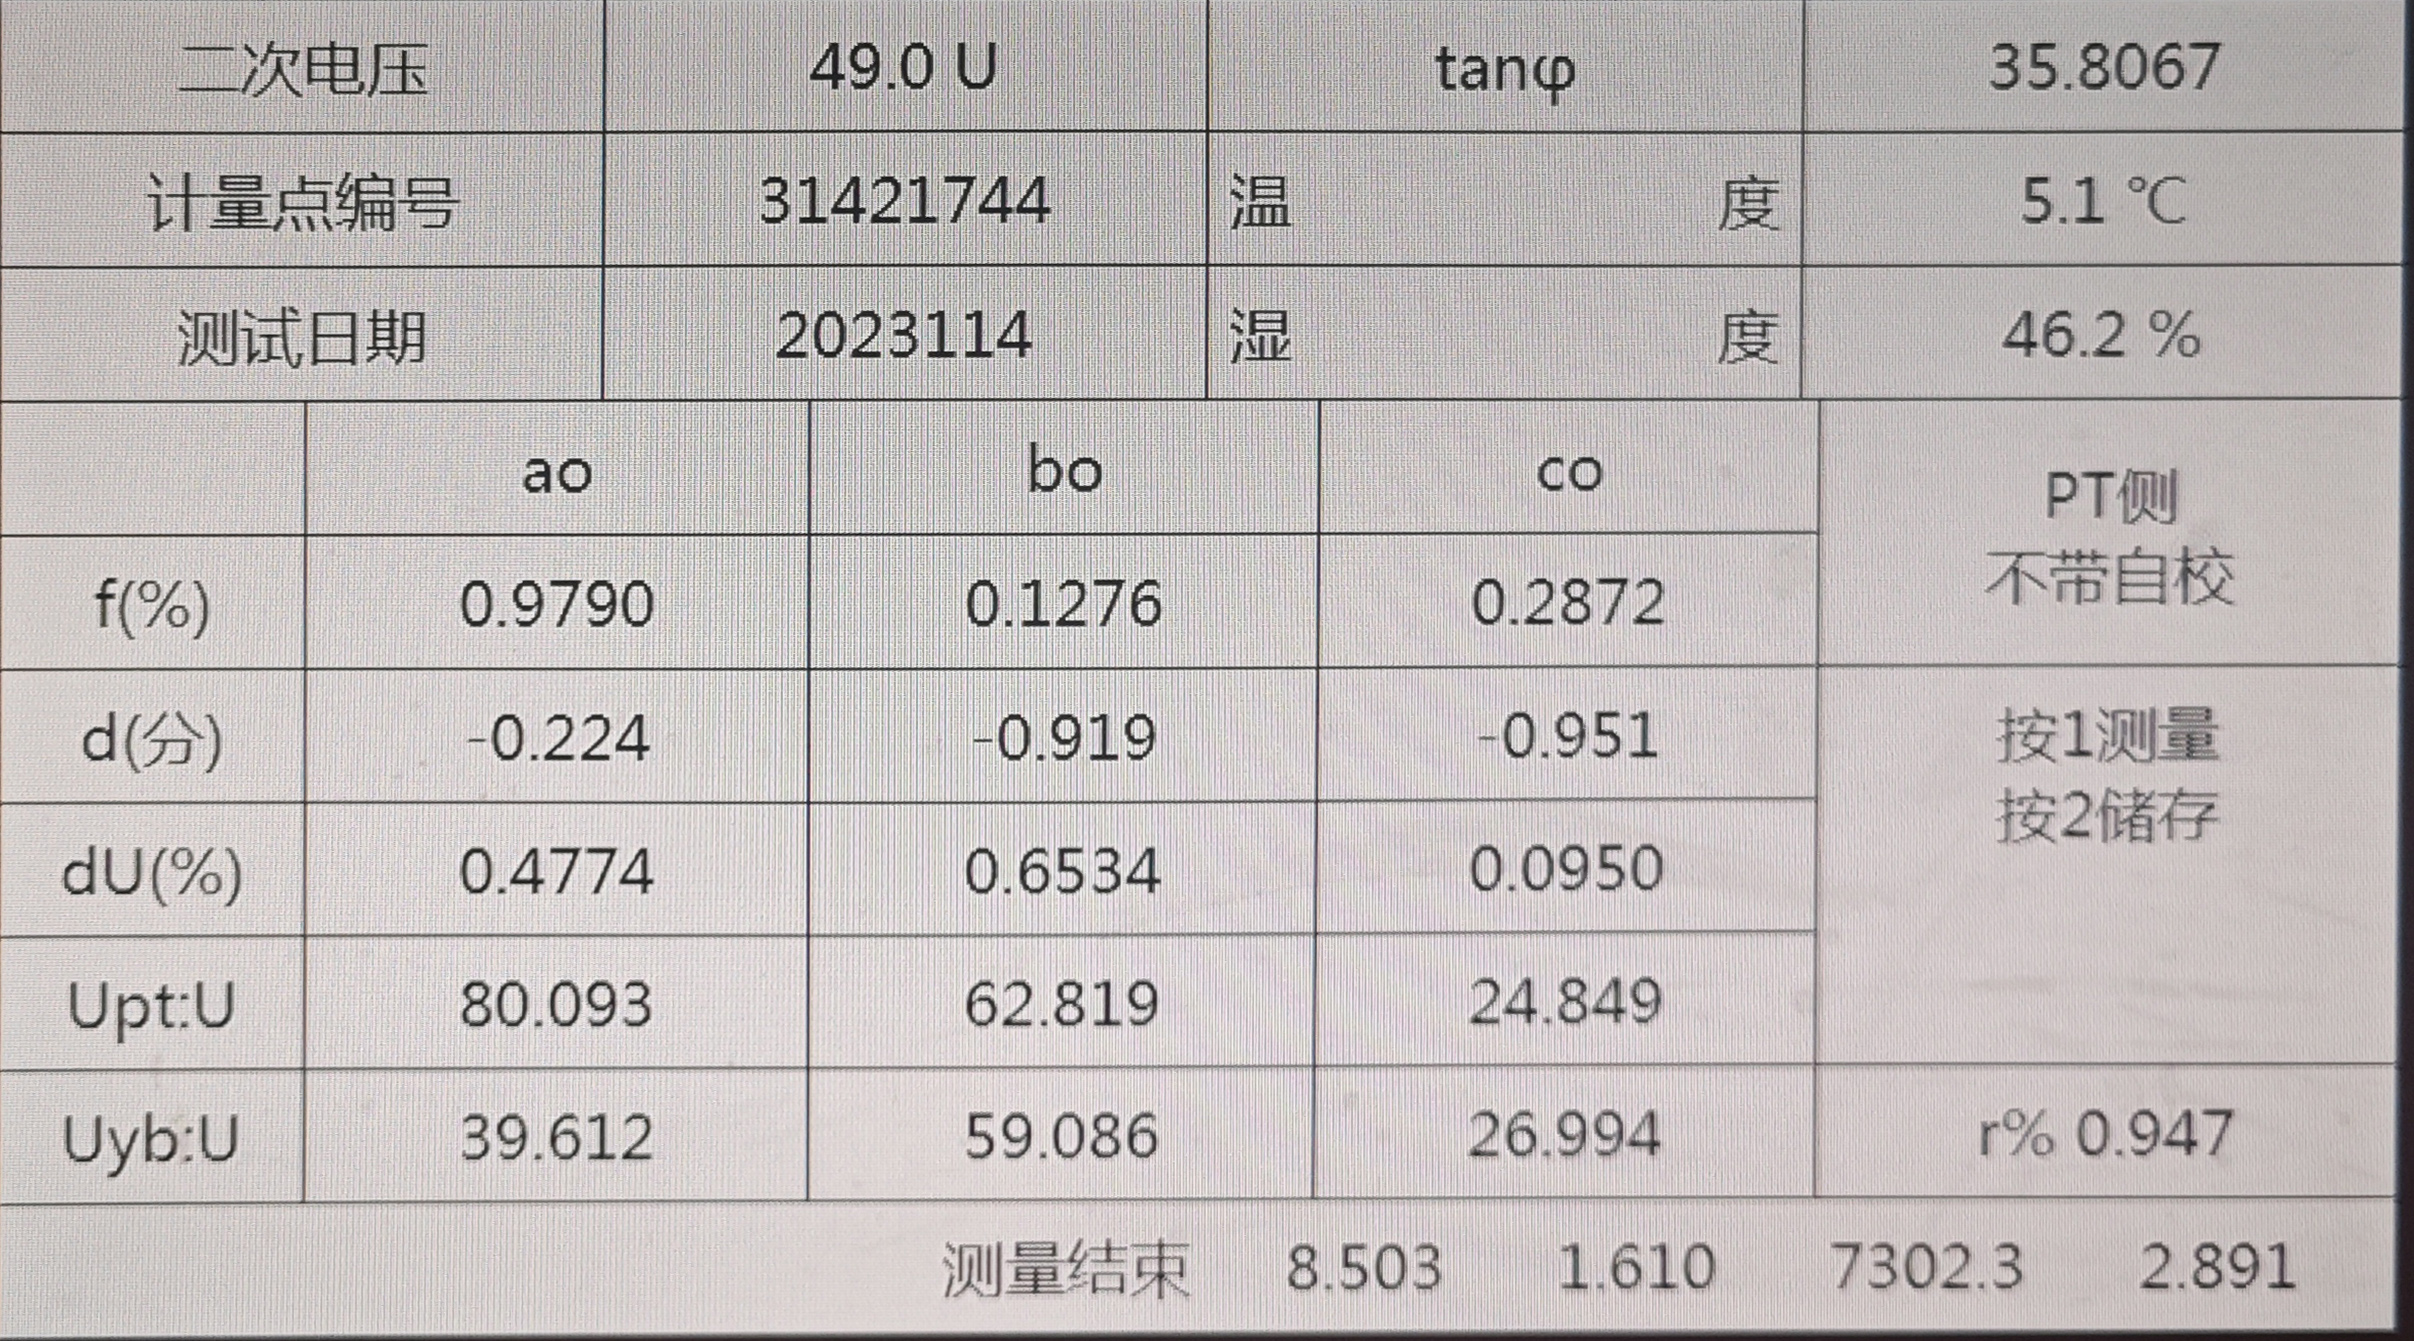 二次电压 49.0 U tanφ 35.8067
计量点编号 31421744 温 度 5.1 ℃
测试日期 2023114 湿 度 46.2 %
ao bo co PT侧
不带自校
f(%) 0.9790 0.1276 0.2872
d(分) -0.224 -0.919 -0.951 按1测量
按2储存
dU(%) 0.4774 0.6534 0.0950
Upt:U 80.093 62.819 24.849
Uyb:U 39.612 59.086 26.994 r% 0.947
测量结束 8.503 1.610 7302.3 2.891